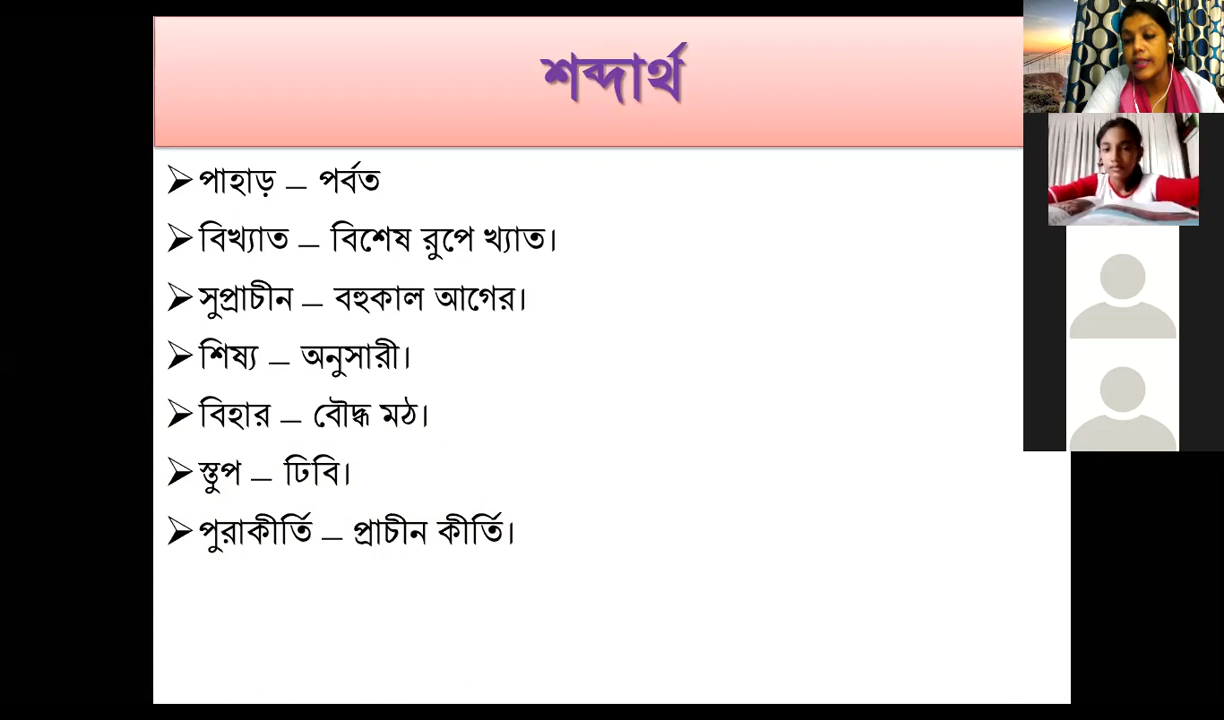 শব্দার্থ
➢ পাহাড় – পর্বত
➢ বিখ্যাত – বিশেষ রুপে খ্যাত।
➢ সুপ্রাচীন – বহুকাল আগের।
➢ শিষ্য – অনুসারী।
➢ বিহার – বৌদ্ধ মঠ।
➢ স্তুপ – ঢিবি।
➢ পুরাকীর্তি – প্রাচীন কীর্তি।